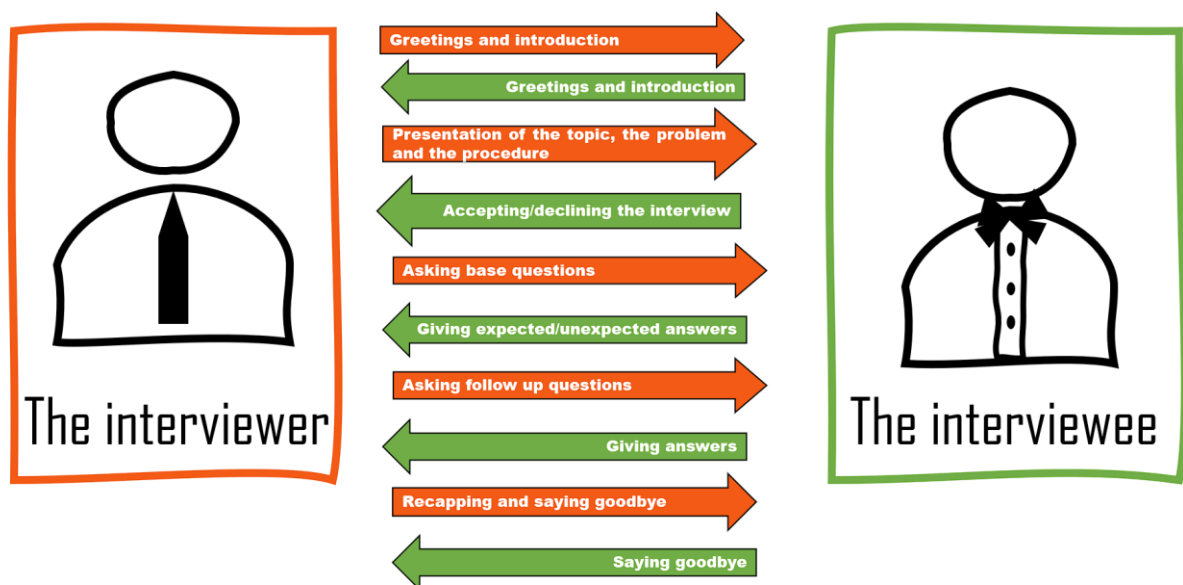 Greetings and introduction
Greetings and introduction
Presentation of the topic, the problem
and the procedure
Accepting/declining the interview
Asking base questions
Giving expected/unexpected answers
Asking follow up questions
Giving answers
Recapping and saying goodbye
Saying goodbye
The interviewer
The interviewee